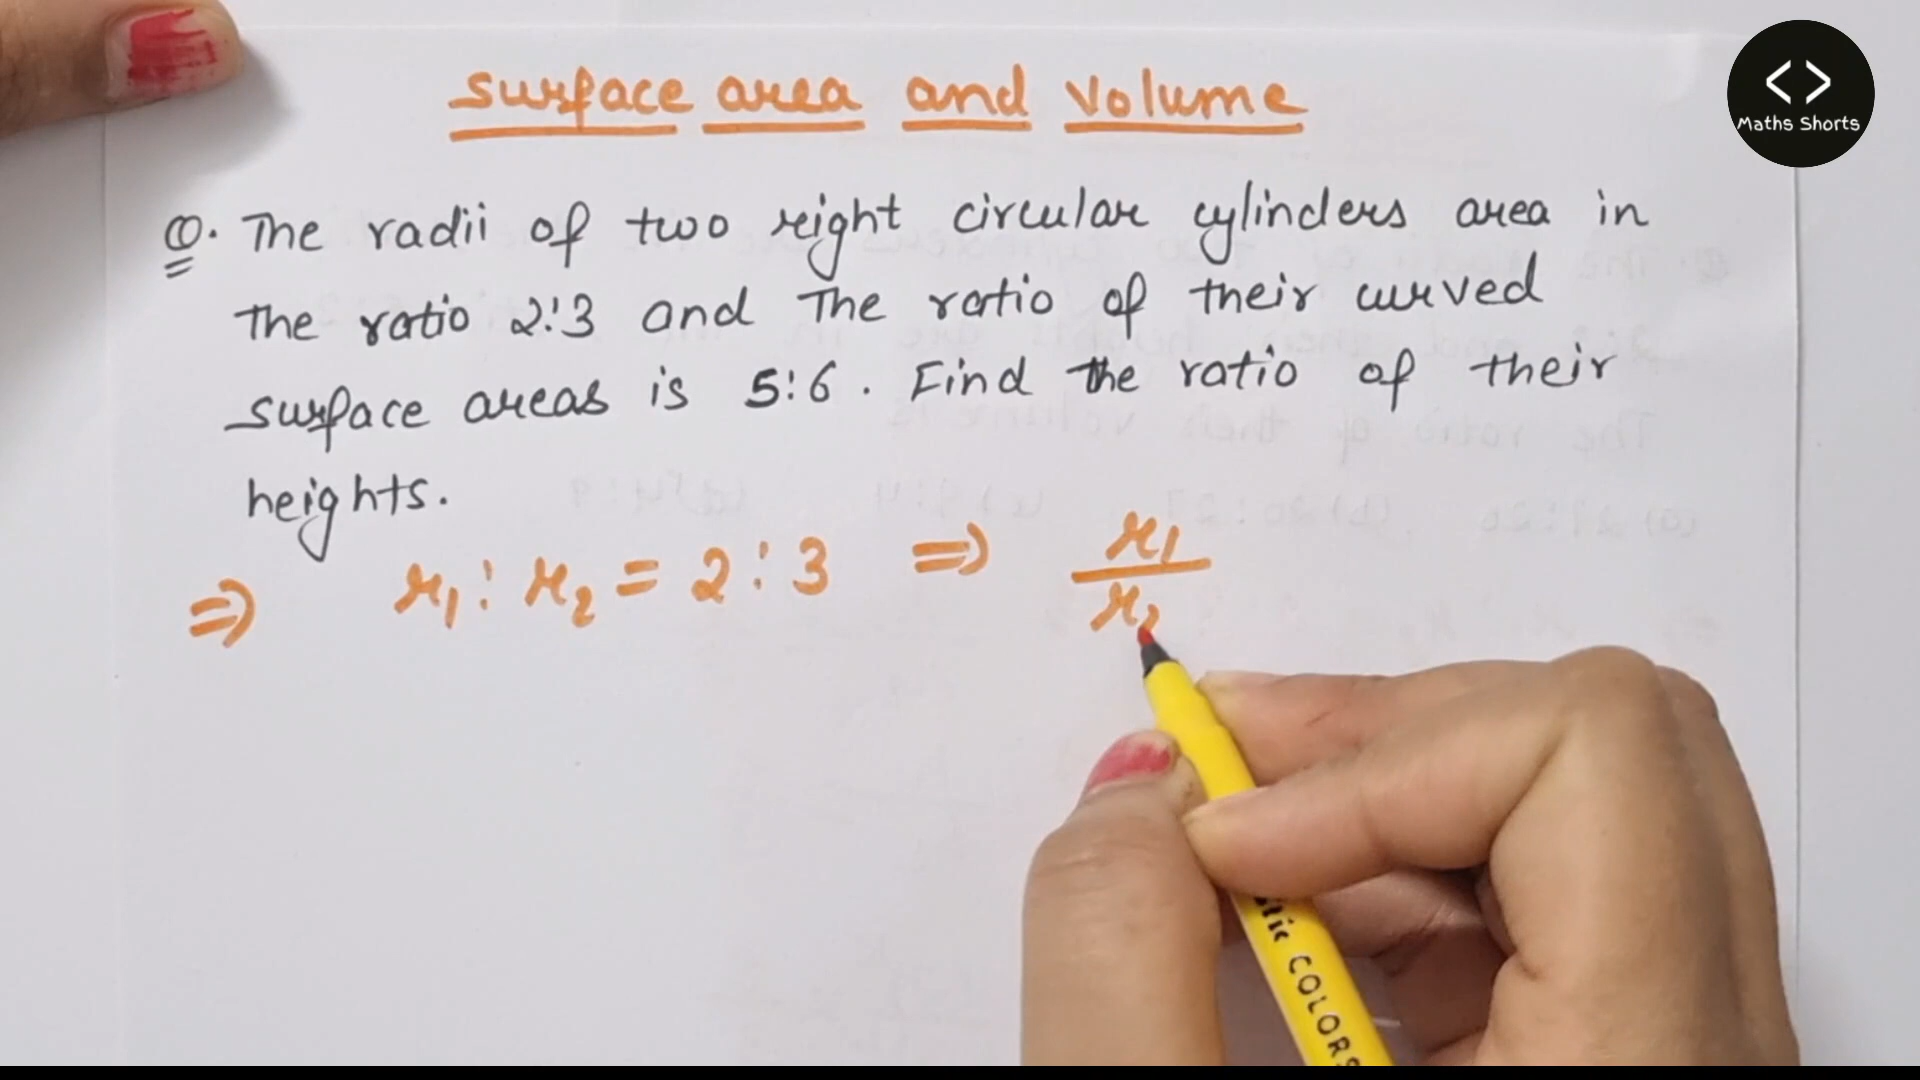 surface area and volume
<>
Maths Shorts
Q. The radii of two right circular cylinders area in
the ratio 2:3 and The ratio of their curved
surface areas is 5:6. Find the ratio of their
heights.
⇒ r₁ : r₂ = 2 : 3 ⇒ r₁
r₂
COLORS